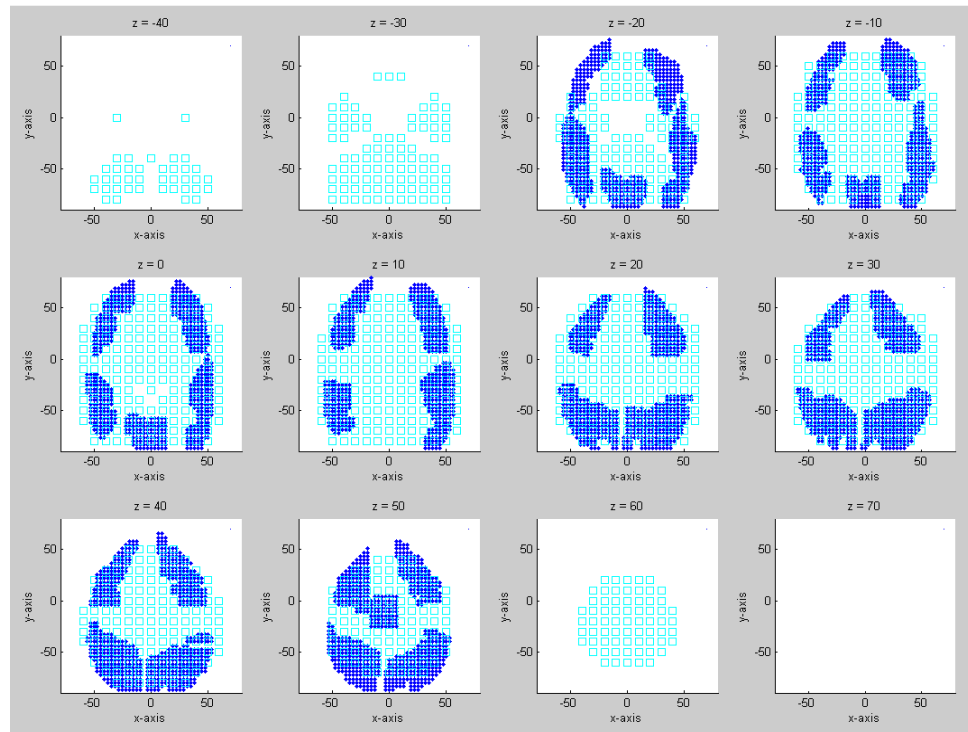 z = -40 z = -30 z = -20 z = -10
50 50 50 50
0 0 0 0
-50 -50 -50 -50
y-axis y-axis y-axis y-axis
-50 0 50 -50 0 50 -50 0 50 -50 0 50
x-axis x-axis x-axis x-axis
z = 0 z = 10 z = 20 z = 30
50 50 50 50
0 0 0 0
-50 -50 -50 -50
y-axis y-axis y-axis y-axis
-50 0 50 -50 0 50 -50 0 50 -50 0 50
x-axis x-axis x-axis x-axis
z = 40 z = 50 z = 60 z = 70
50 50 50 50
0 0 0 0
-50 -50 -50 -50
y-axis y-axis y-axis y-axis
-50 0 50 -50 0 50 -50 0 50 -50 0 50
x-axis x-axis x-axis x-axis